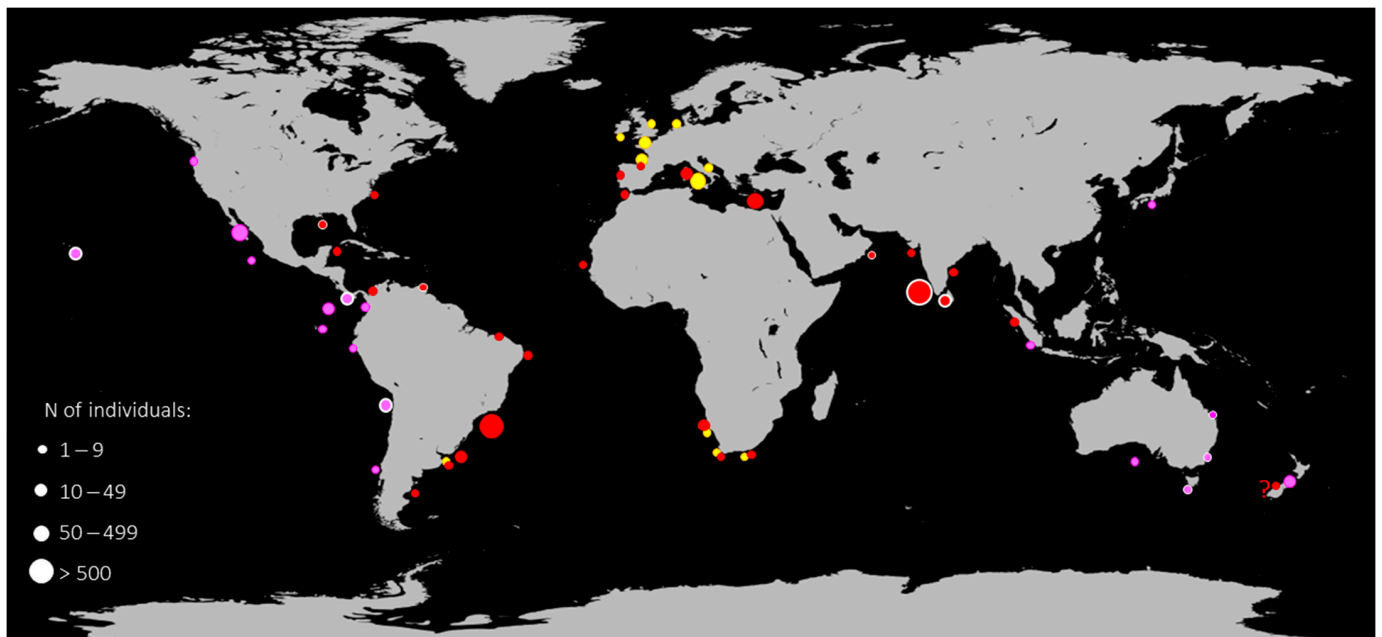 N of individuals:
1 – 9
10 – 49
50 – 499
> 500
?